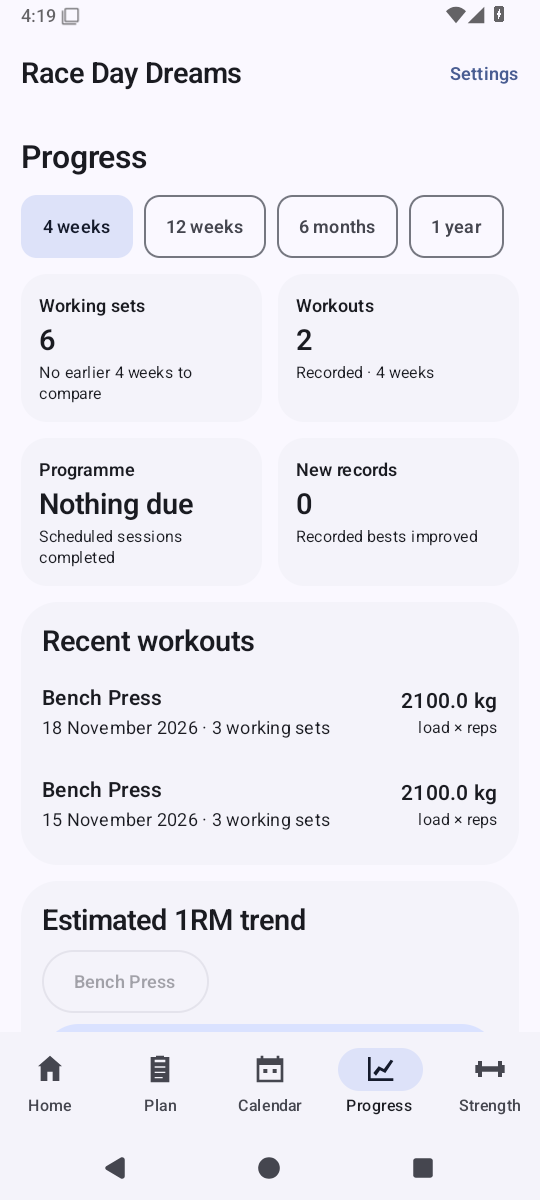 4:19
Race Day Dreams
Settings
Progress
4 weeks
12 weeks
6 months
1 year
Working sets
6
No earlier 4 weeks to
compare
Workouts
2
Recorded · 4 weeks
Programme
Nothing due
Scheduled sessions
completed
New records
0
Recorded bests improved
Recent workouts
Bench Press
2100.0 kg
18 November 2026 · 3 working sets
load × reps
Bench Press
2100.0 kg
15 November 2026 · 3 working sets
load × reps
Estimated 1RM trend
Bench Press
Home
Plan
Calendar
Progress
Strength